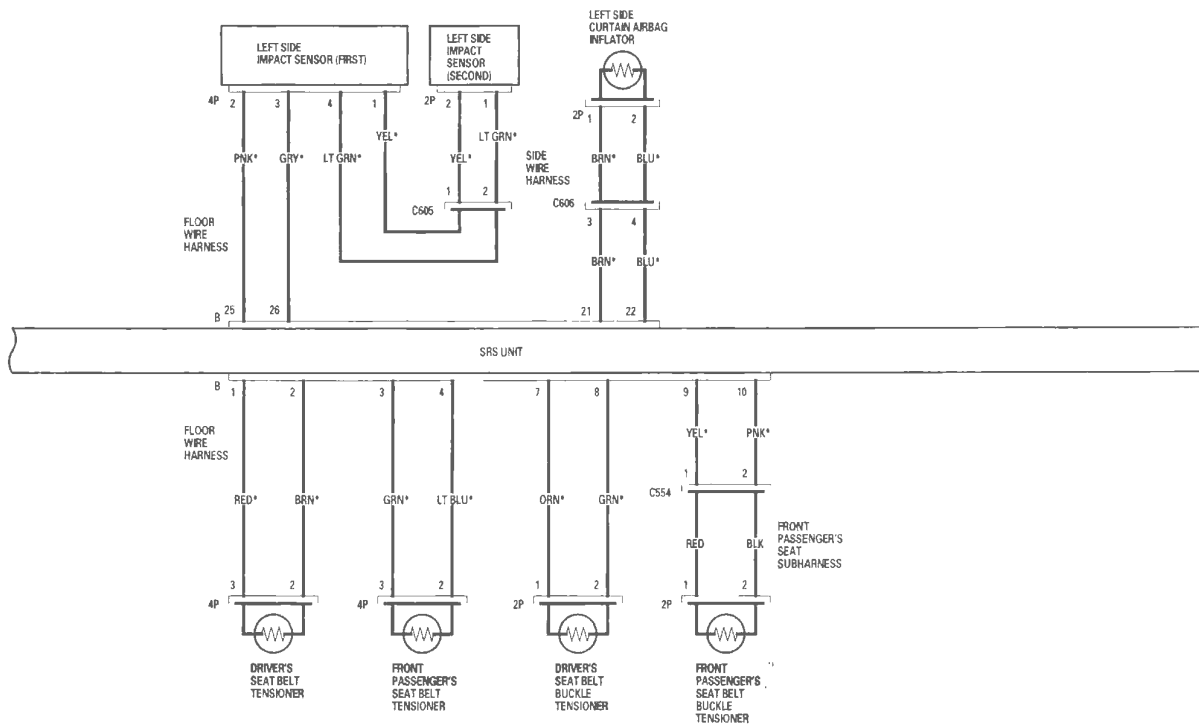 LEFT SIDE
CURTAIN AIRBAG
INFLATOR
LEFT SIDE
IMPACT SENSOR (FIRST)
LEFT SIDE
IMPACT
SENSOR
(SECOND)
4P 2 3 4 1
2P 2 1
2P 1 2
PNK* GRY* LT GRN* YEL*
YEL* LT GRN*
BRN* BLU*
SIDE
WIRE
HARNESS
1 2
C605
C606
3 4
FLOOR
WIRE
HARNESS
BRN* BLU*
B 25 26 21 22
SRS UNIT
B 1 2 3 4 7 8 9 10
FLOOR
WIRE
HARNESS
YEL* PNK*
1 2
C554
RED* BRN* GRN* LT BLU* ORN* GRN*
RED BLK
FRONT
PASSENGER'S
SEAT
SUBHARNESS
3 2 3 2 1 2 1 2
4P 4P 2P 2P
DRIVER'S
SEAT BELT
TENSIONER
FRONT
PASSENGER'S
SEAT BELT
TENSIONER
DRIVER'S
SEAT BELT
BUCKLE
TENSIONER
FRONT
PASSENGER'S
SEAT BELT
BUCKLE
TENSIONER